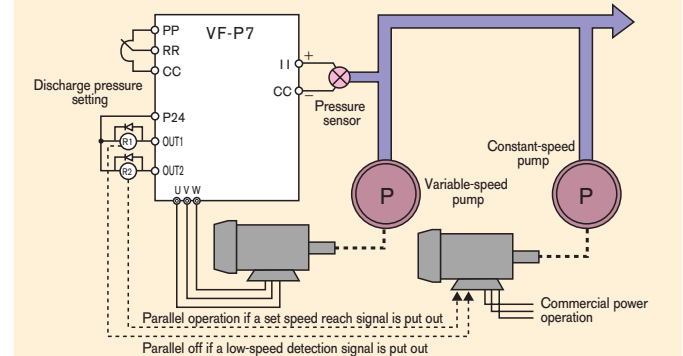 PP
RR
CC
VF-P7
II
+
CC
−
Discharge pressure
setting
Pressure
sensor
P24
R1
OUT1
R2
OUT2
U V W
P
Variable-speed
pump
Constant-speed
pump
P
Commercial power
operation
Parallel operation if a set speed reach signal is put out
Parallel off if a low-speed detection signal is put out